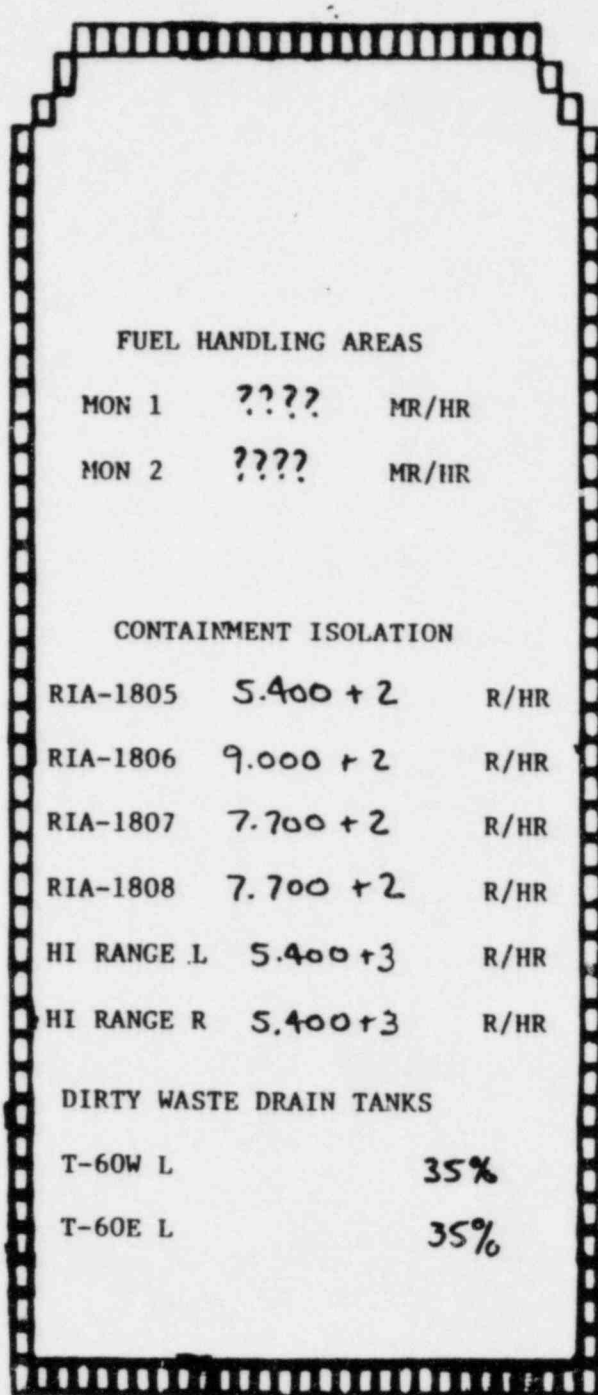 FUEL HANDLING AREAS
MON 1 ???? MR/HR
MON 2 ???? MR/HR
CONTAINMENT ISOLATION
RIA-1805 5.400 + 2 R/HR
RIA-1806 9.000 + 2 R/HR
RIA-1807 7.700 + 2 R/HR
RIA-1808 7.700 + 2 R/HR
HI RANGE L 5.400+3 R/HR
HI RANGE R 5.400+3 R/HR
DIRTY WASTE DRAIN TANKS
T-60W L 35%
T-60E L 35%